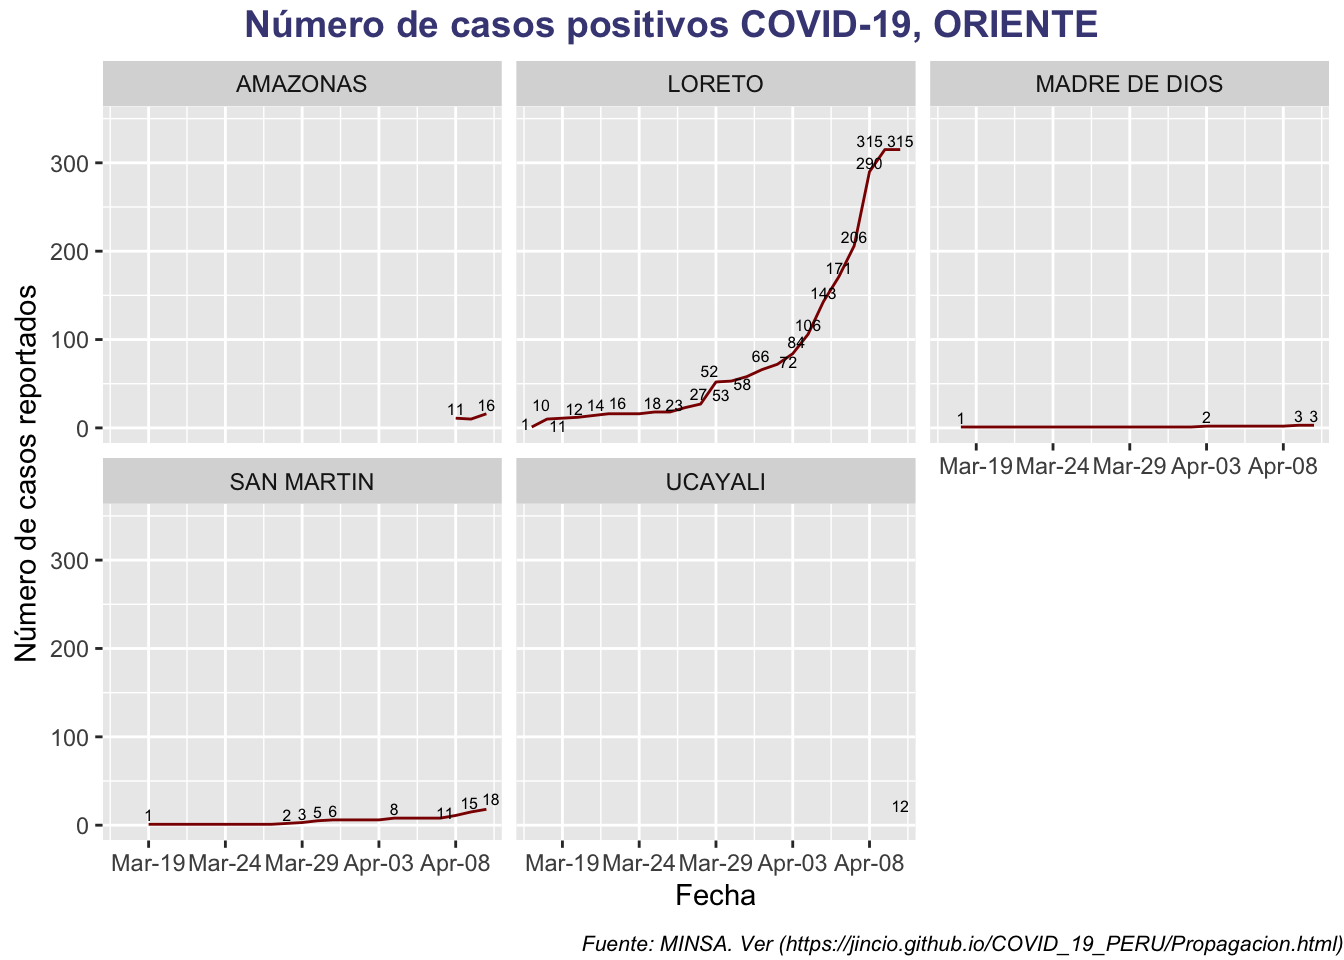 Número de casos positivos COVID-19, ORIENTE
AMAZONAS LORETO MADRE DE DIOS
Número de casos reportados
300
200
100
0
11 16
1 10 11 12 14 16 18 23 27 52 53 58 66 72 84 106 143 171 206 290 315 315
1 2 3 3
Mar-19 Mar-24 Mar-29 Apr-03 Apr-08
SAN MARTIN UCAYALI
300
200
100
0
1 2 3 5 6 8 11 15 18
12
Mar-19 Mar-24 Mar-29 Apr-03 Apr-08 Mar-19 Mar-24 Mar-29 Apr-03 Apr-08
Fecha
Fuente: MINSA. Ver (https://jincio.github.io/COVID_19_PERU/Propagacion.html)